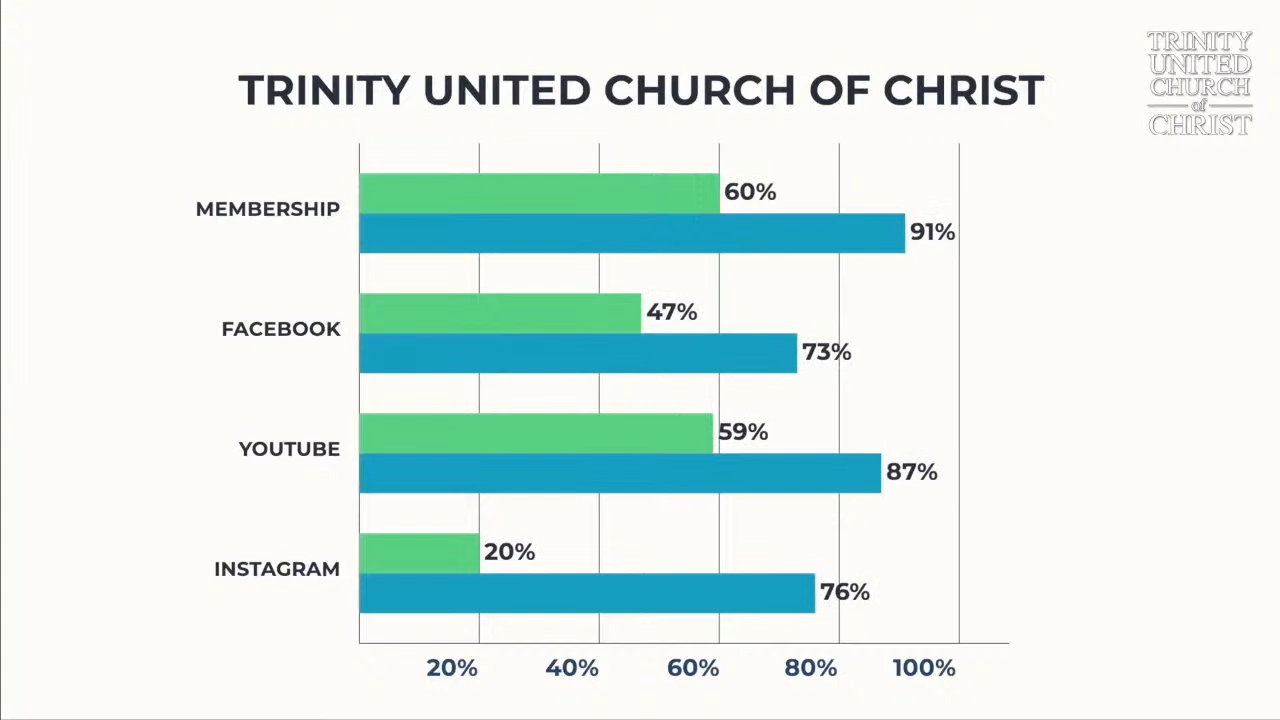 TRINITY UNITED CHURCH OF CHRIST
TRINITY
UNITED
CHURCH
of
CHRIST
MEMBERSHIP
60%
91%
FACEBOOK
47%
73%
YOUTUBE
59%
87%
INSTAGRAM
20%
76%
20% 40% 60% 80% 100%